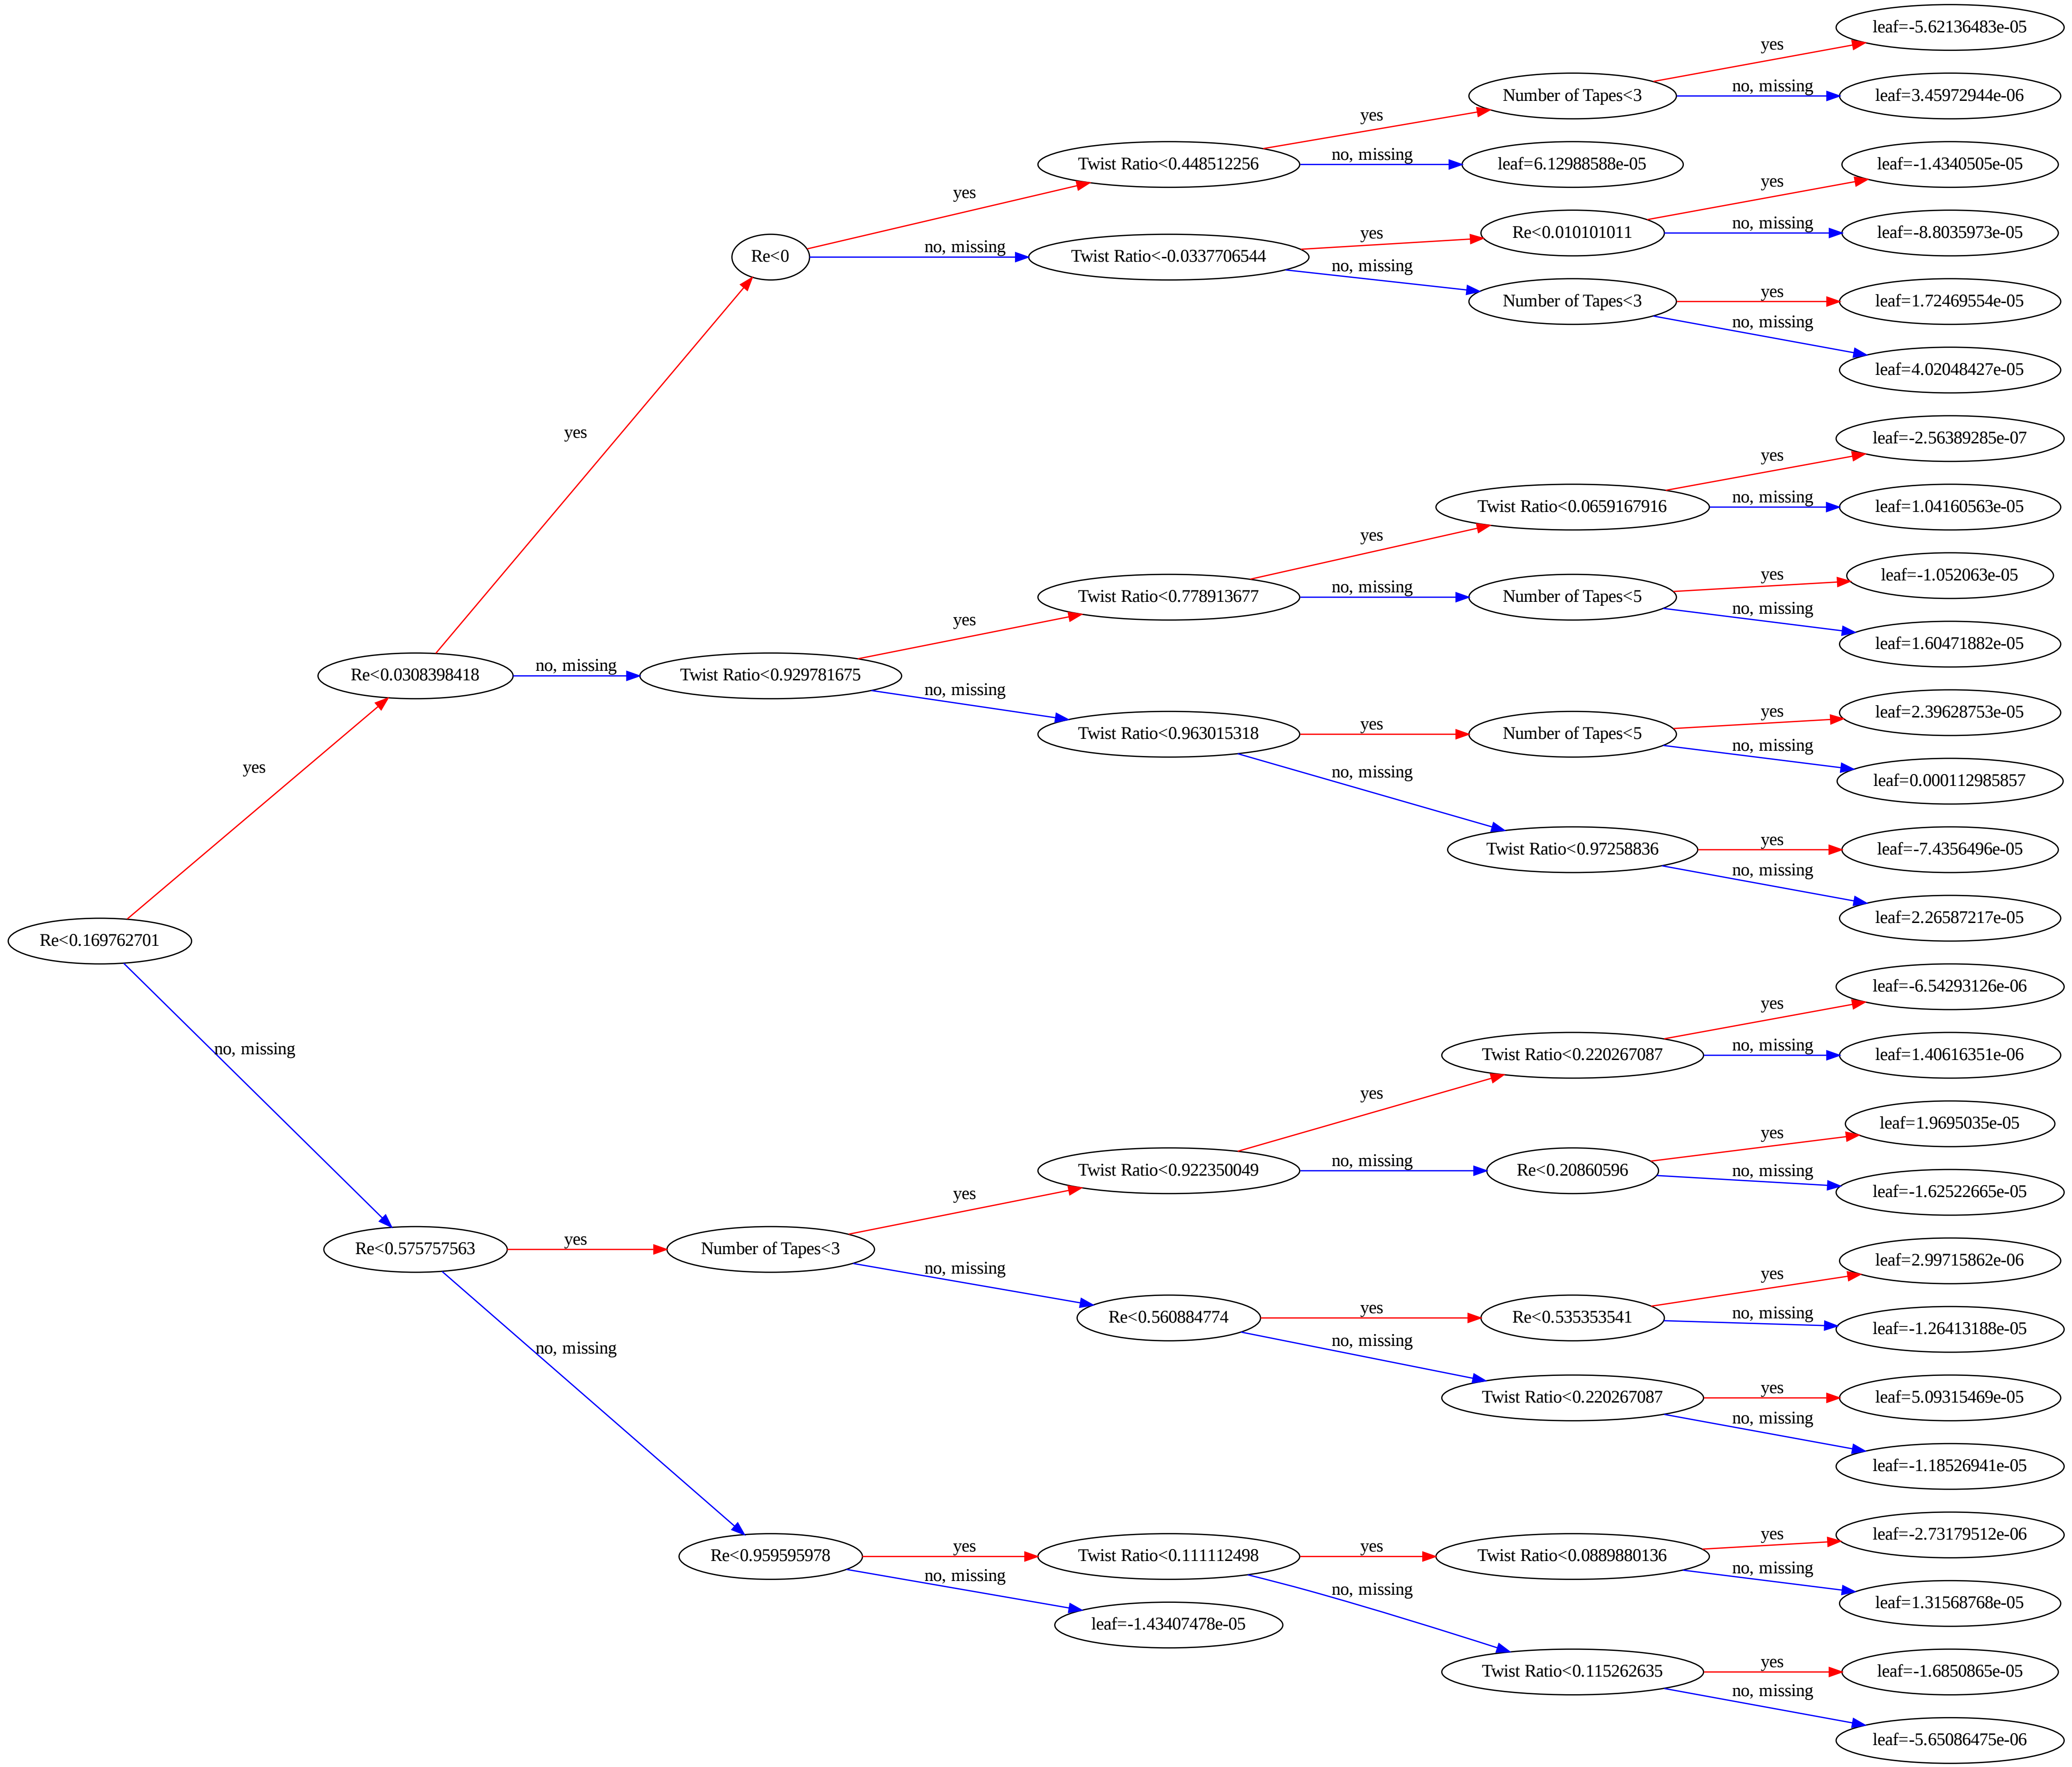 leaf=-5.62136483e-05
yes
Number of Tapes<3
no, missing
leaf=3.45972944e-06
yes
Twist Ratio<0.448512256
no, missing
leaf=6.12988588e-05
leaf=-1.4340505e-05
yes
yes
Re<0
no, missing
Twist Ratio<-0.0337706544
yes
Re<0.010101011
no, missing
leaf=-8.8035973e-05
no, missing
Number of Tapes<3
yes
leaf=1.72469554e-05
no, missing
leaf=4.02048427e-05
yes
leaf=-2.56389285e-07
yes
Twist Ratio<0.0659167916
no, missing
leaf=1.04160563e-05
yes
Twist Ratio<0.778913677
no, missing
Number of Tapes<5
yes
leaf=-1.052063e-05
no, missing
leaf=1.60471882e-05
yes
Re<0.0308398418
no, missing
Twist Ratio<0.929781675
no, missing
Twist Ratio<0.963015318
yes
Number of Tapes<5
yes
leaf=2.39628753e-05
no, missing
leaf=0.000112985857
yes
no, missing
Twist Ratio<0.97258836
yes
leaf=-7.4356496e-05
no, missing
leaf=2.26587217e-05
Re<0.169762701
no, missing
leaf=-6.54293126e-06
yes
Twist Ratio<0.220267087
no, missing
leaf=1.40616351e-06
yes
leaf=1.9695035e-05
yes
Twist Ratio<0.922350049
no, missing
Re<0.20860596
no, missing
leaf=-1.62522665e-05
yes
Re<0.575757563
yes
Number of Tapes<3
no, missing
Re<0.560884774
yes
Re<0.535353541
yes
leaf=2.99715862e-06
no, missing
leaf=-1.26413188e-05
no, missing
Twist Ratio<0.220267087
yes
leaf=5.09315469e-05
no, missing
leaf=-1.18526941e-05
no, missing
Re<0.959595978
yes
Twist Ratio<0.111112498
yes
Twist Ratio<0.0889880136
yes
leaf=-2.73179512e-06
no, missing
leaf=1.31568768e-05
no, missing
leaf=-1.43407478e-05
no, missing
Twist Ratio<0.115262635
yes
leaf=-1.6850865e-05
no, missing
leaf=-5.65086475e-06